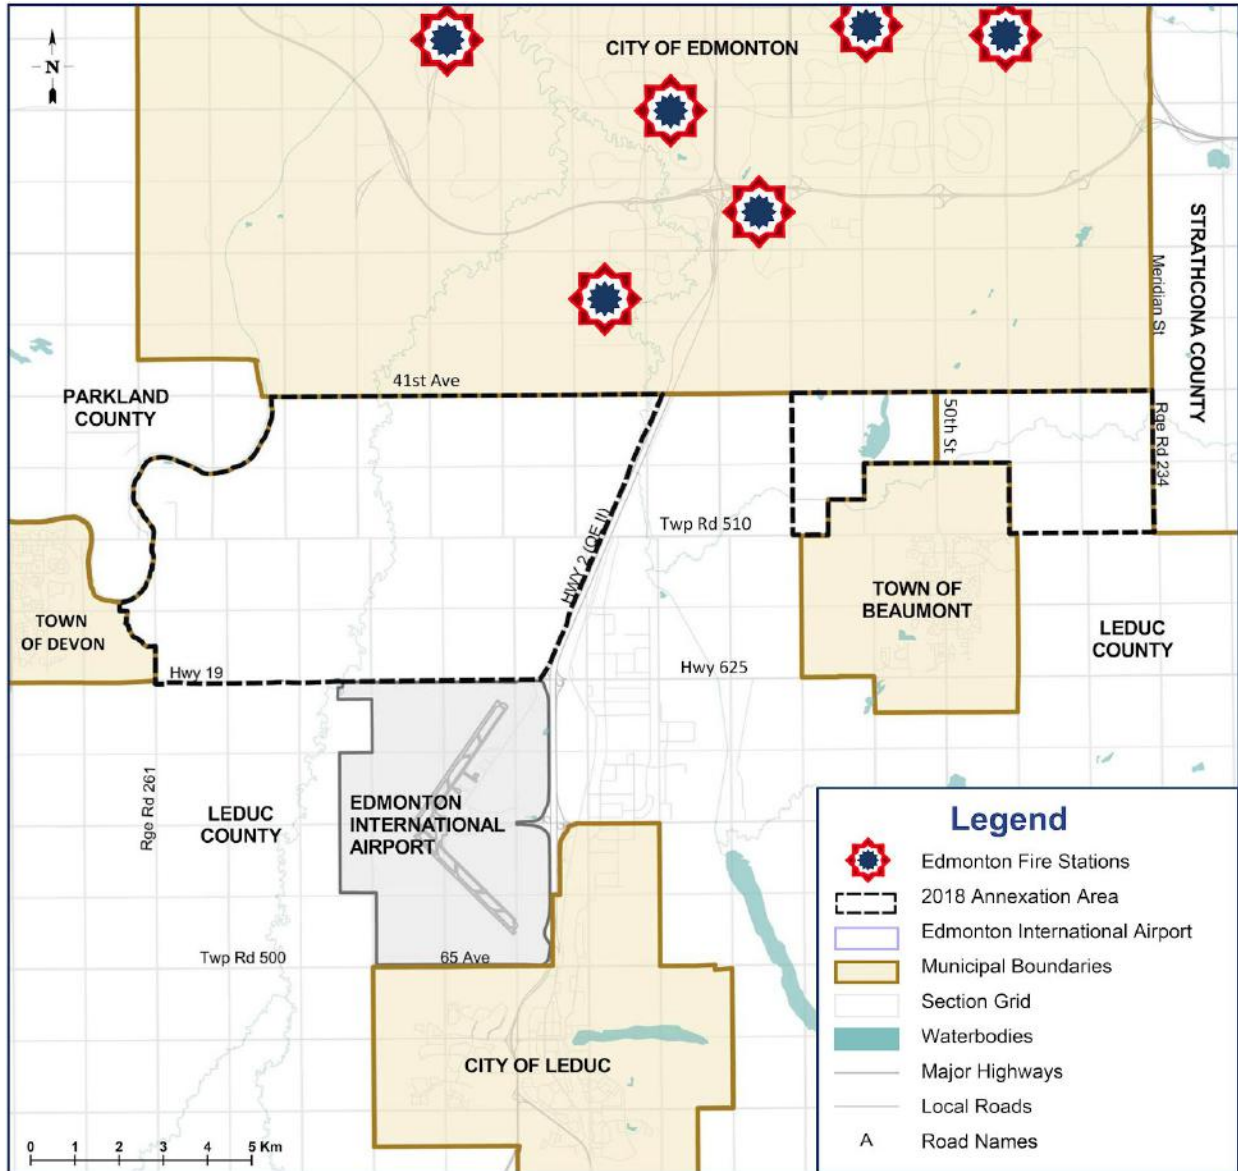 CITY OF EDMONTON
N
STRATHCONA COUNTY
Meridian St
41st Ave
PARKLAND
COUNTY
50th St
Rge Rd 234
HWY 2 (QE II)
Twp Rd 510
TOWN OF
BEAUMONT
LEDUC
COUNTY
TOWN
OF DEVON
Hwy 19
Hwy 625
Rge Rd 261
LEDUC
COUNTY
EDMONTON
INTERNATIONAL
AIRPORT
Twp Rd 500
65 Ave
CITY OF LEDUC
0 1 2 3 4 5 Km
Legend
Edmonton Fire Stations
2018 Annexation Area
Edmonton International Airport
Municipal Boundaries
Section Grid
Waterbodies
Major Highways
Local Roads
A Road Names